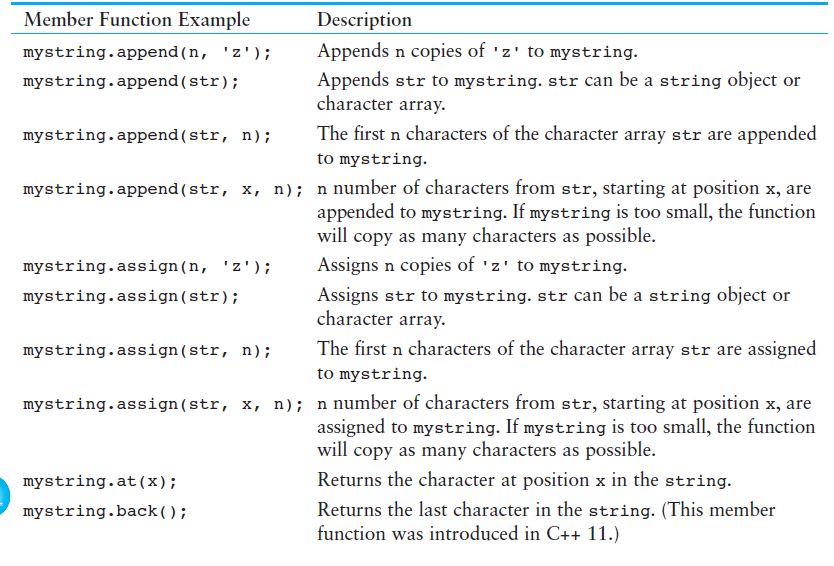 Member Function Example Description
mystring.append(n, 'z'); Appends n copies of 'z' to mystring.
mystring.append(str); Appends str to mystring. str can be a string object or
character array.
mystring.append(str, n); The first n characters of the character array str are appended
to mystring.
mystring.append(str, x, n); n number of characters from str, starting at position x, are
appended to mystring. If mystring is too small, the function
will copy as many characters as possible.
mystring.assign(n, 'z'); Assigns n copies of 'z' to mystring.
mystring.assign(str); Assigns str to mystring. str can be a string object or
character array.
mystring.assign(str, n); The first n characters of the character array str are assigned
to mystring.
mystring.assign(str, x, n); n number of characters from str, starting at position x, are
assigned to mystring. If mystring is too small, the function
will copy as many characters as possible.
mystring.at(x); Returns the character at position x in the string.
mystring.back(); Returns the last character in the string. (This member
function was introduced in C++ 11.)